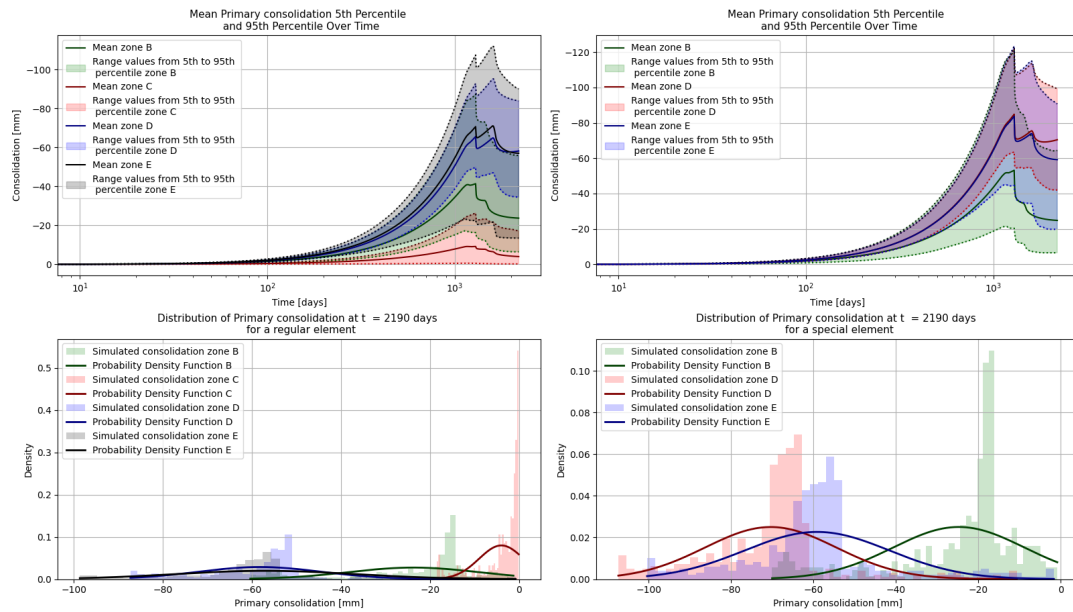 Mean Primary consolidation 5th Percentile
and 95th Percentile Over Time
Consolidation [mm]
−100
−80
−60
−40
−20
0
Mean zone B
Range values from 5th to 95th
percentile zone B
Mean zone C
Range values from 5th to 95th
percentile zone C
Mean zone D
Range values from 5th to 95th
percentile zone D
Mean zone E
Range values from 5th to 95th
percentile zone E
10¹
10²
10³
Time [days]
Mean Primary consolidation 5th Percentile
and 95th Percentile Over Time
Consolidation [mm]
−120
−100
−80
−60
−40
−20
0
Mean zone B
Range values from 5th to 95th
percentile zone B
Mean zone D
Range values from 5th to 95th
percentile zone D
Mean zone E
Range values from 5th to 95th
percentile zone E
10¹
10²
10³
Time [days]
Distribution of Primary consolidation at t = 2190 days
for a regular element
Density
0.5
0.4
0.3
0.2
0.1
0.0
Simulated consolidation zone B
Probability Density Function B
Simulated consolidation zone C
Probability Density Function C
Simulated consolidation zone D
Probability Density Function D
Simulated consolidation zone E
Probability Density Function E
−100
−80
−60
−40
−20
0
Primary consolidation [mm]
Distribution of Primary consolidation at t = 2190 days
for a special element
Density
0.10
0.08
0.06
0.04
0.02
0.00
Simulated consolidation zone B
Probability Density Function B
Simulated consolidation zone D
Probability Density Function D
Simulated consolidation zone E
Probability Density Function E
−100
−80
−60
−40
−20
0
Primary consolidation [mm]